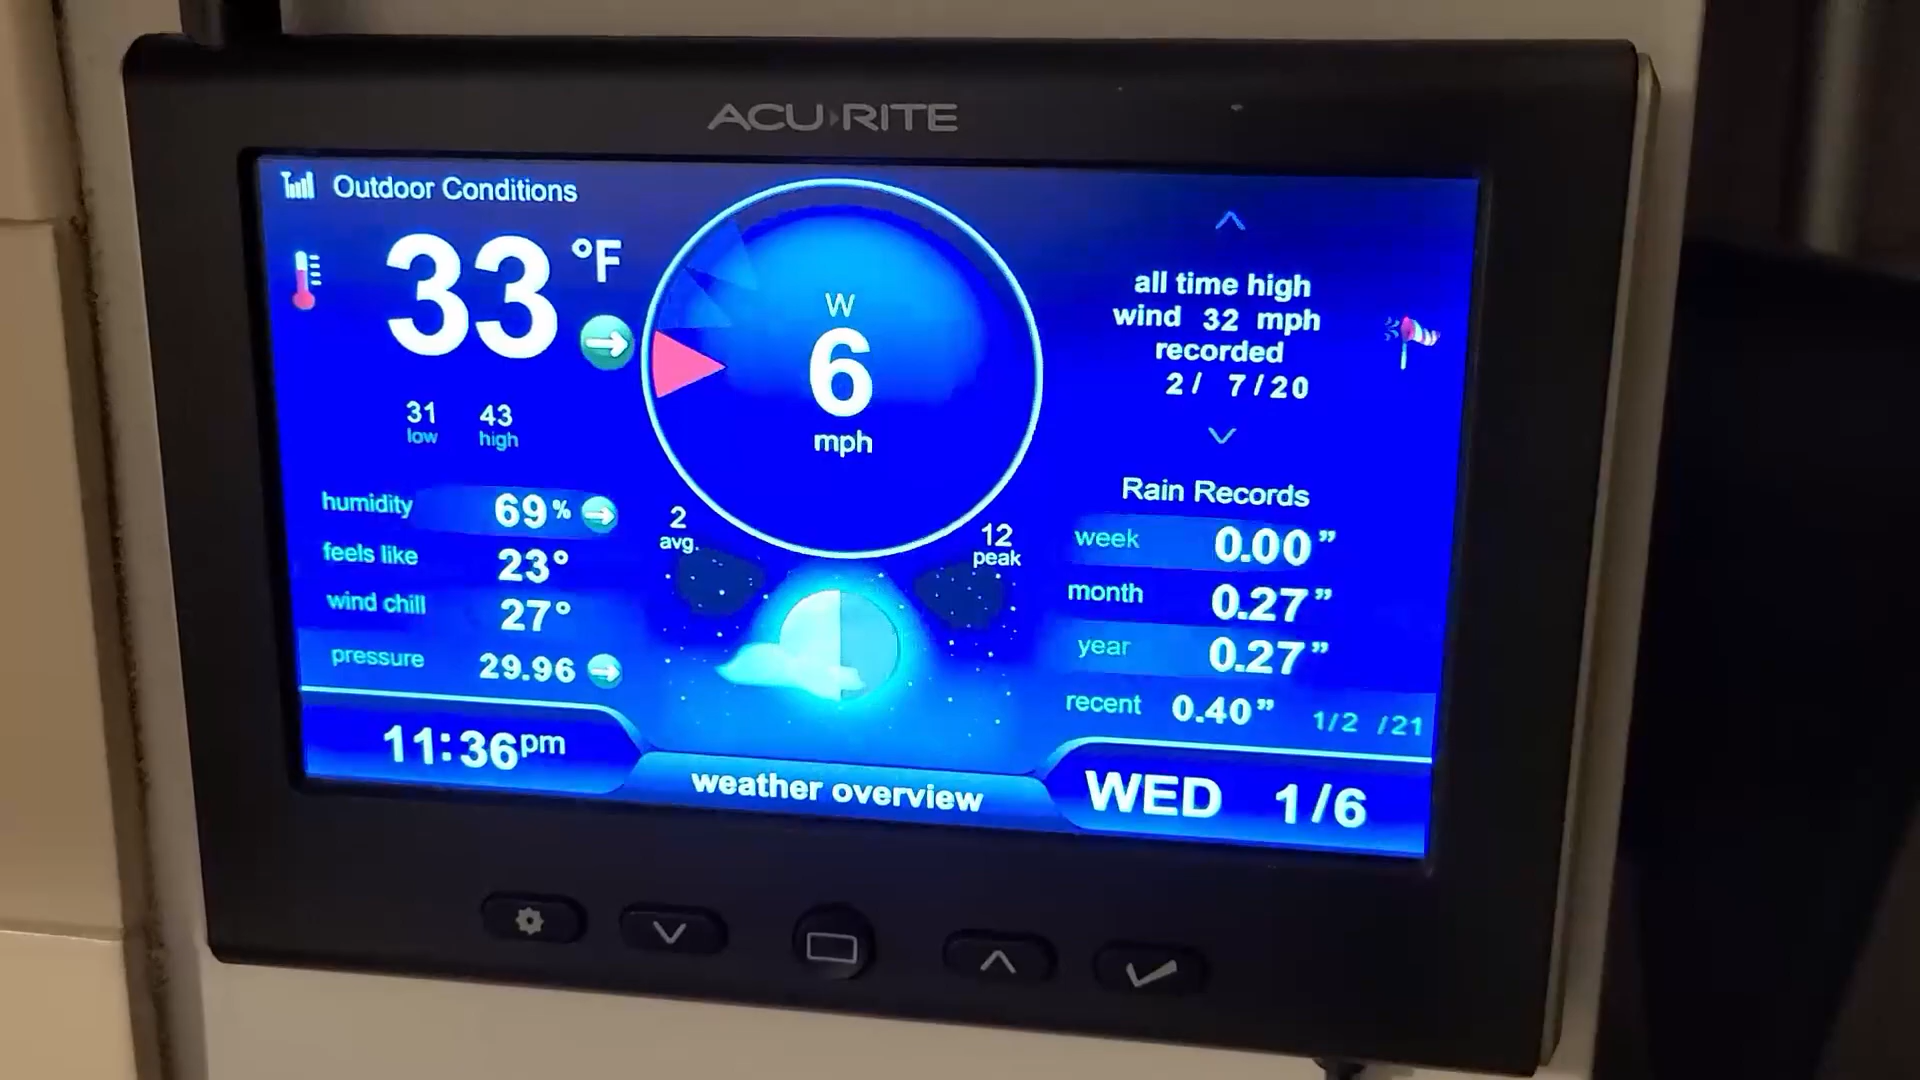 ACU›RITE
Outdoor Conditions
33 °F
31 43
low high
humidity 69%
feels like 23°
wind chill 27°
pressure 29.96
11:36pm
W
6
mph
2
avg.
12
peak
weather overview
all time high
wind 32 mph
recorded
2/ 7/20
Rain Records
week 0.00”
month 0.27”
year 0.27”
recent 0.40” 1/2 /21
WED 1/6